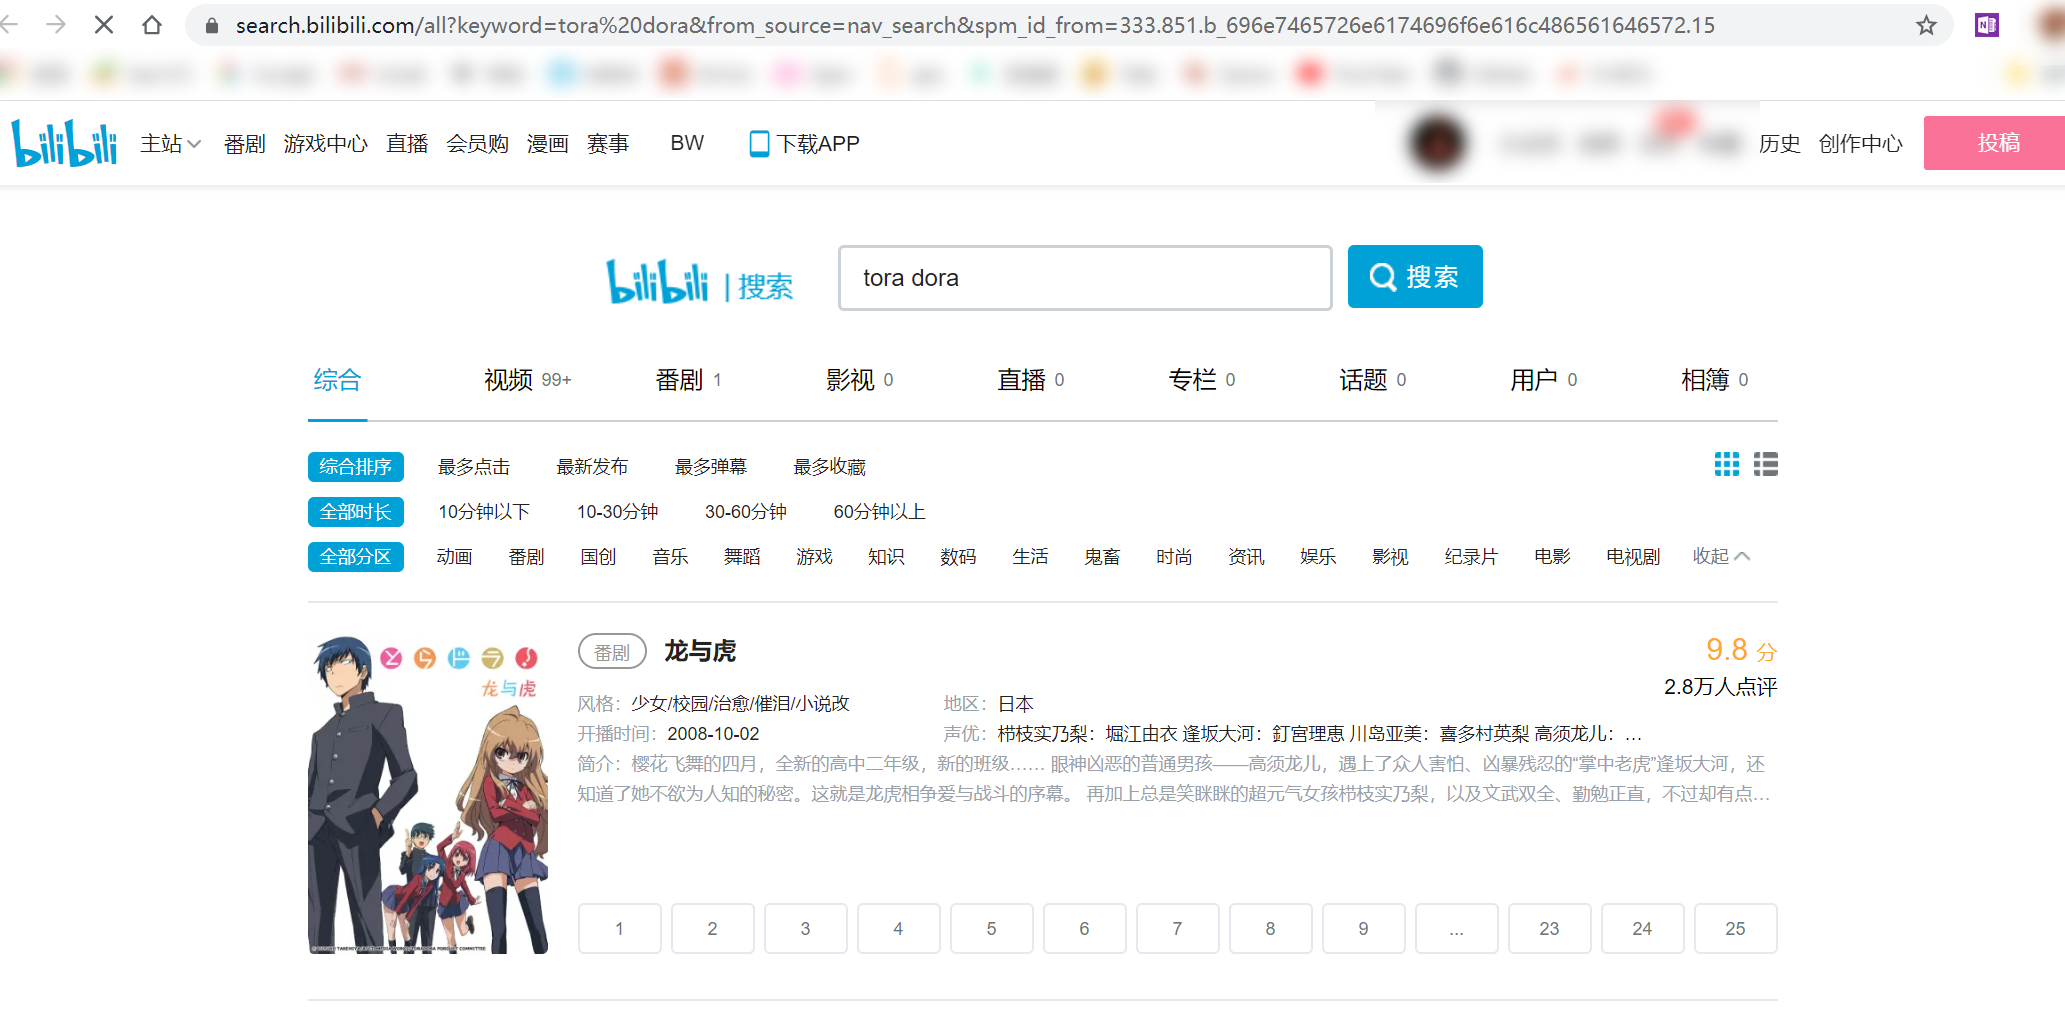 search.bilibili.com/all?keyword=tora%20dora&from_source=nav_search&spm_id_from=333.851.b_696e7465726e6174696f6e616c486561646572.15
bilibili 主站 番剧 游戏中心 直播 会员购 漫画 赛事 BW 下载APP 历史 创作中心 投稿
bilibili | 搜索 tora dora 搜索
综合 视频 99+ 番剧 1 影视 0 直播 0 专栏 0 话题 0 用户 0 相簿 0
综合排序 最多点击 最新发布 最多弹幕 最多收藏
全部时长 10分钟以下 10-30分钟 30-60分钟 60分钟以上
全部分区 动画 番剧 国创 音乐 舞蹈 游戏 知识 数码 生活 鬼畜 时尚 资讯 娱乐 影视 纪录片 电影 电视剧 收起
とらドラ!
龙与虎
番剧 龙与虎
9.8 分
2.8万人点评
风格：少女/校园/治愈/催泪/小说改 地区：日本
开播时间：2008-10-02 声优：栉枝实乃梨：堀江由衣 逢坂大河：釘宮理恵 川岛亚美：喜多村英梨 高须龙儿：...
简介：樱花飞舞的四月，全新的高中二年级，新的班级…… 眼神凶恶的普通男孩——高须龙儿，遇上了众人害怕、凶暴残忍的“掌中老虎”逢坂大河，还
知道了她不欲为人知的秘密。这就是龙虎相争爱与战斗的序幕。 再加上总是笑眯眯的超元气女孩栉枝实乃梨，以及文武双全、勤勉正直，不过却有点...
1 2 3 4 5 6 7 8 9 ... 23 24 25